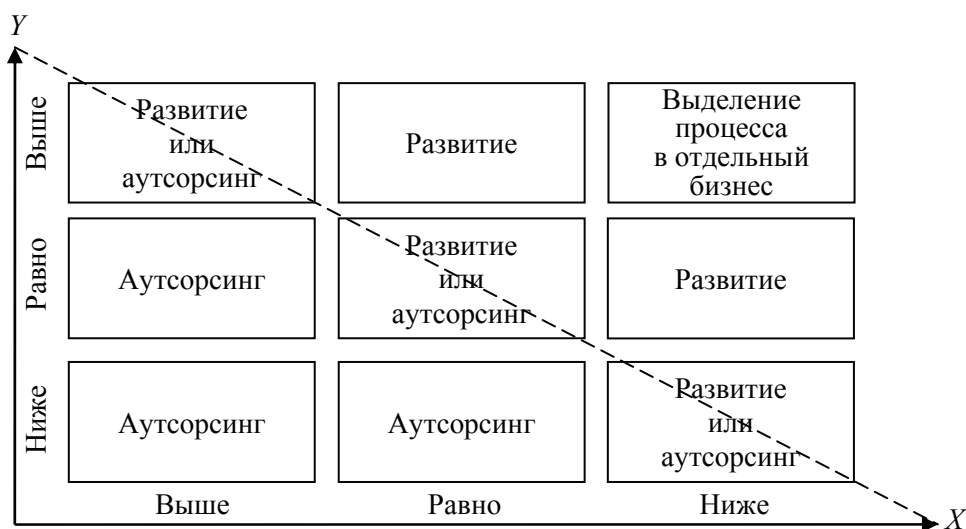 Y
Выше
Развитие
или
аутсорсинг
Развитие
Выделение
процесса
в отдельный
бизнес
Равно
Аутсорсинг
Развитие
или
аутсорсинг
Развитие
Ниже
Аутсорсинг
Аутсорсинг
Развитие
или
аутсорсинг
Выше
Равно
Ниже
X